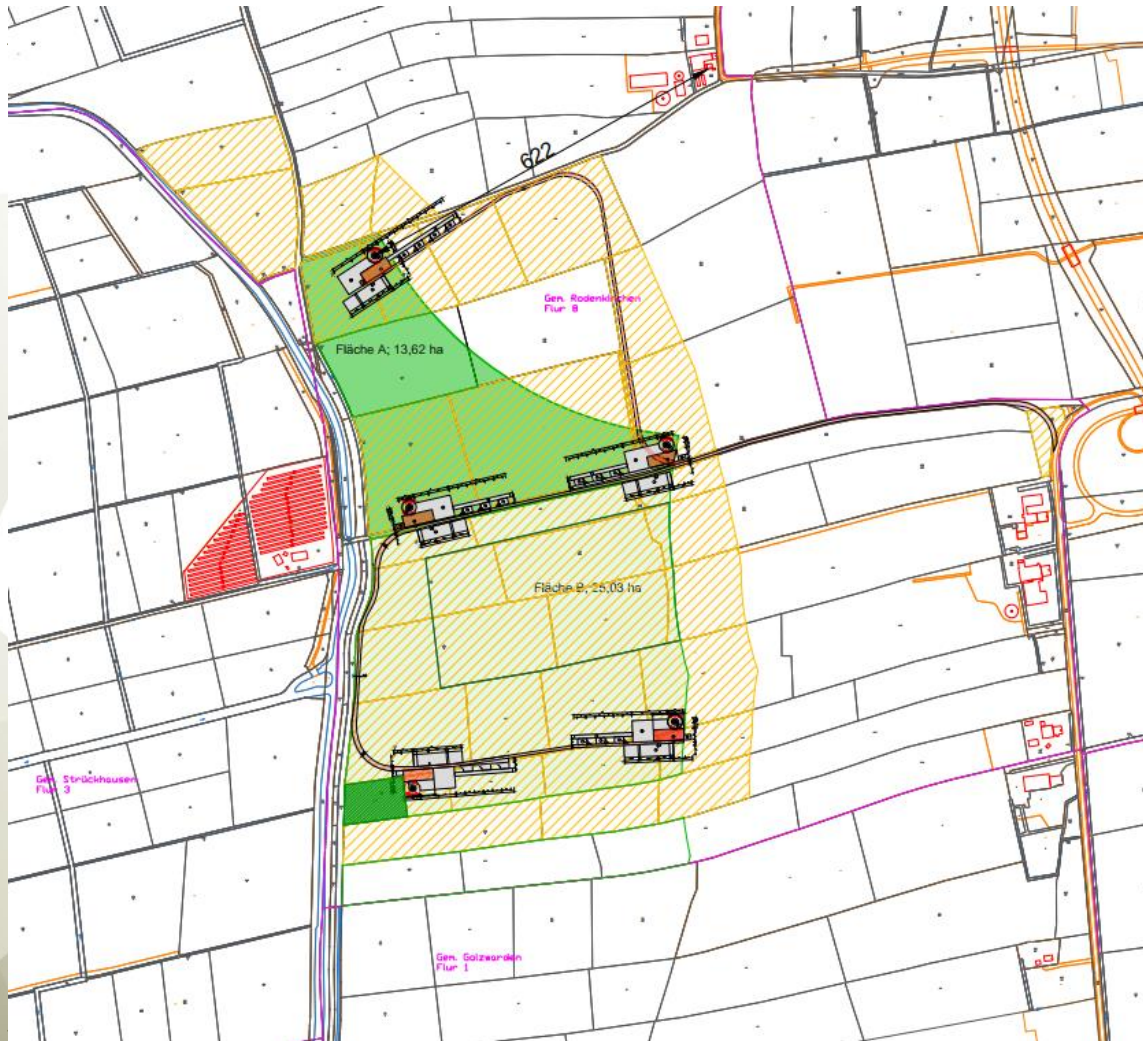 622
Gem. Rodenkirchen
Flur 8
Fläche A; 13,62 ha
Fläche B; 25,03 ha
Gem. Strückhausen
Flur 3
Gem. Golzwarden
Flur 1